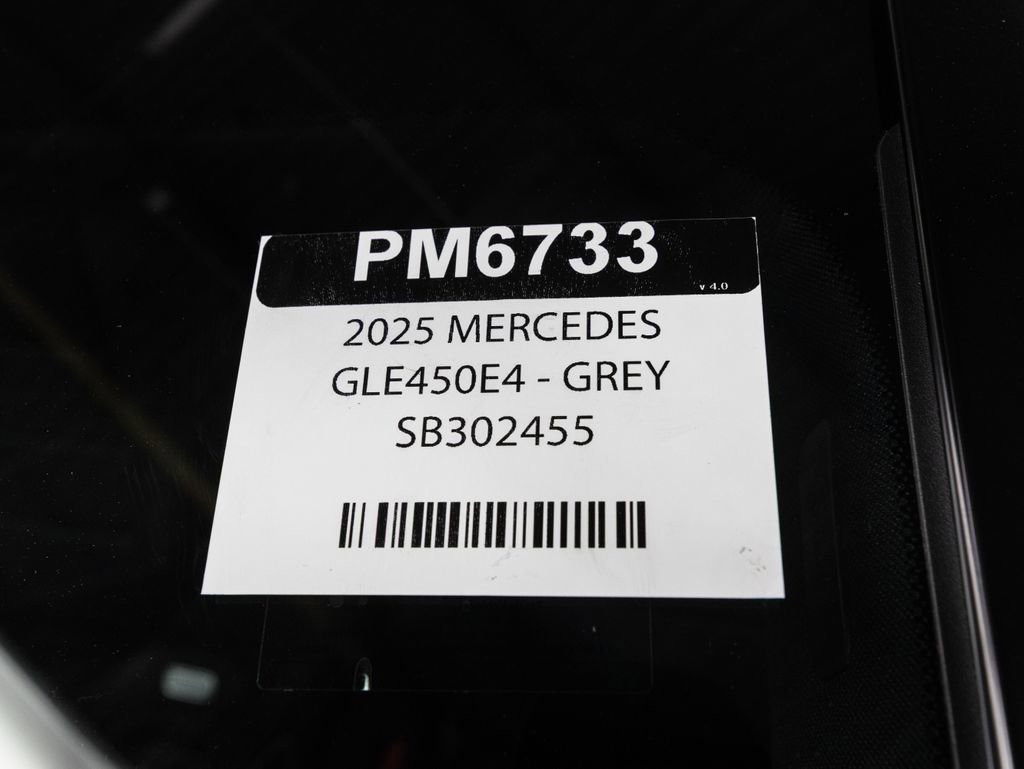 PM6733
v 4.0
2025 MERCEDES
GLE450E4 - GREY
SB302455